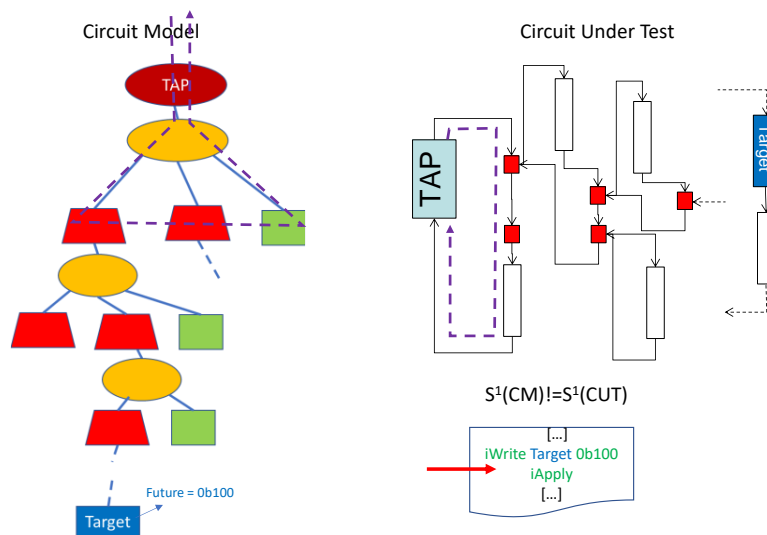 Circuit Model
TAP
Future = 0b100
Target
Circuit Under Test
TAP
Target
S¹(CM)!=S¹(CUT)
[...]
iWrite Target 0b100
iApply
[...]